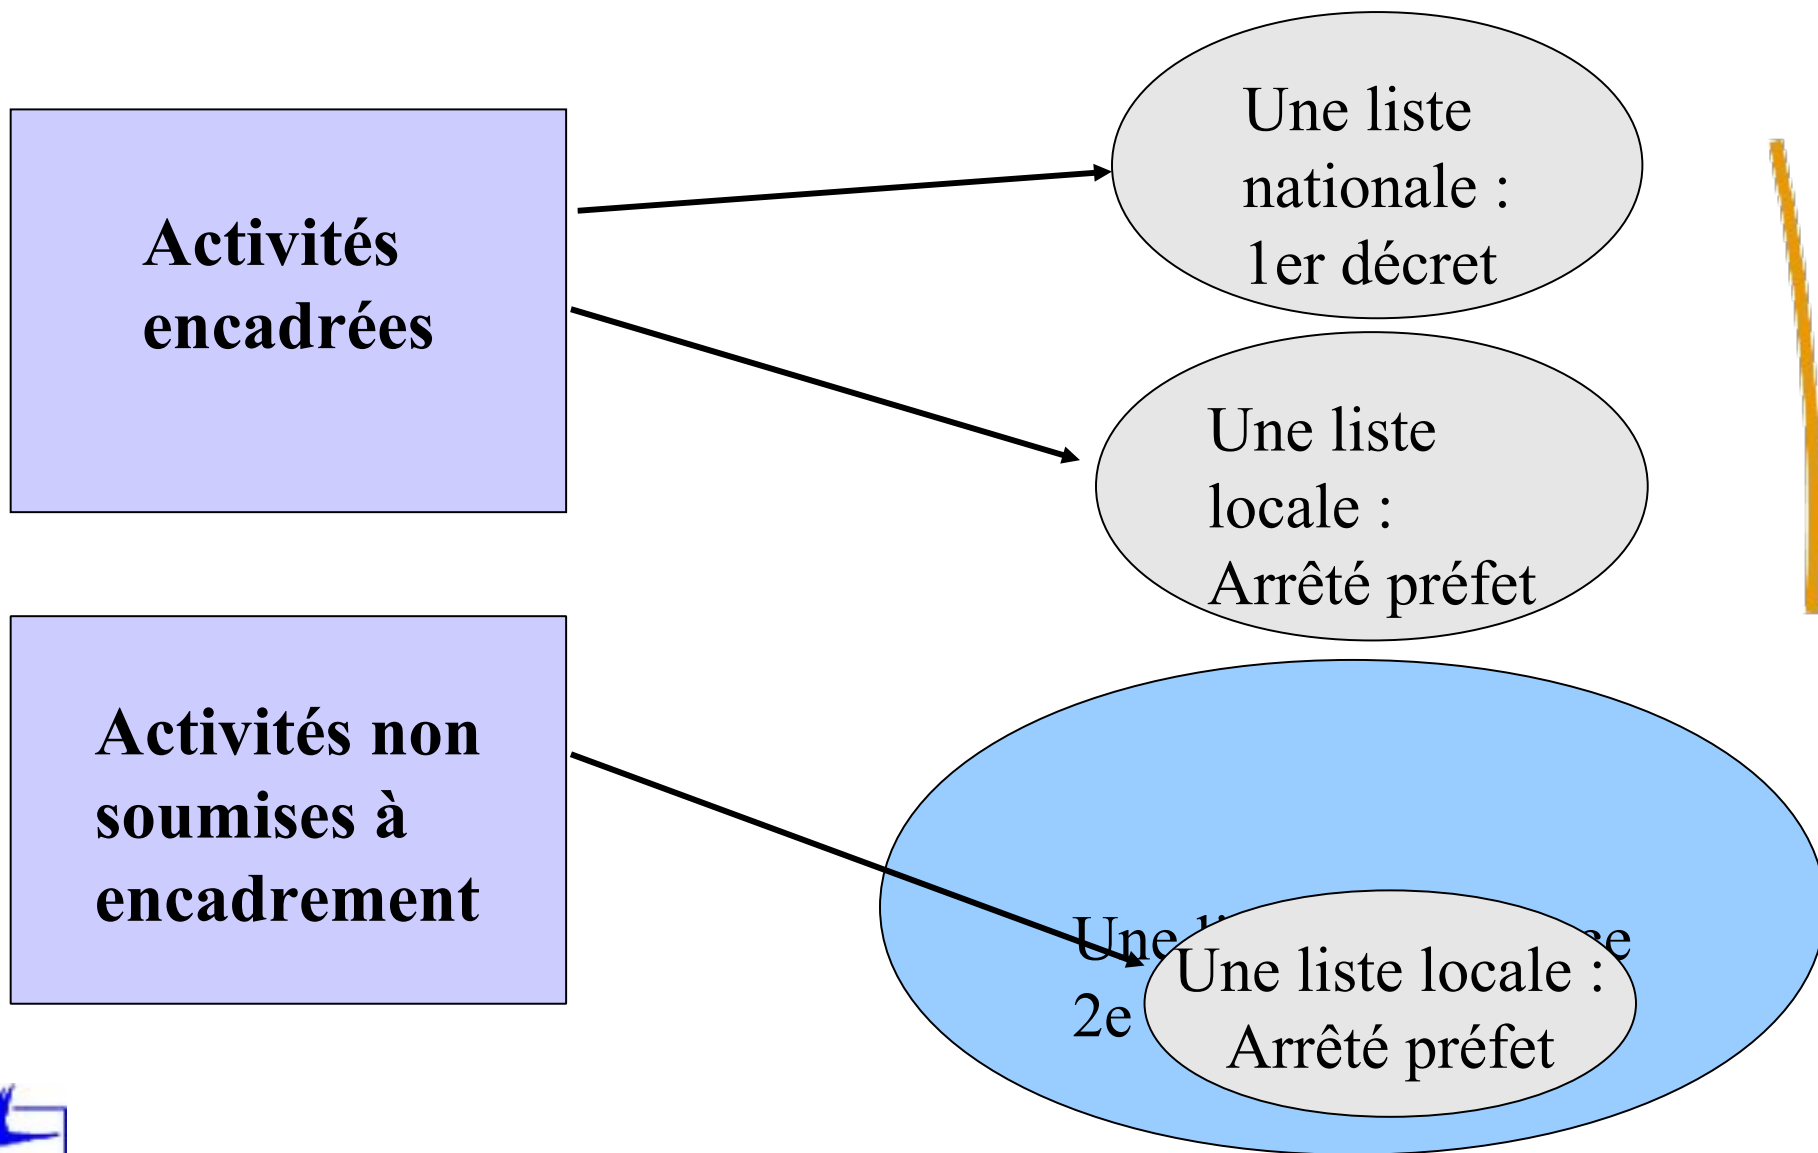 Activités
encadrées
Une liste
nationale :
1er décret
Une liste
locale :
Arrêté préfet
Activités non
soumises à
encadrement
Une
2e
Une liste locale :
Arrêté préfet